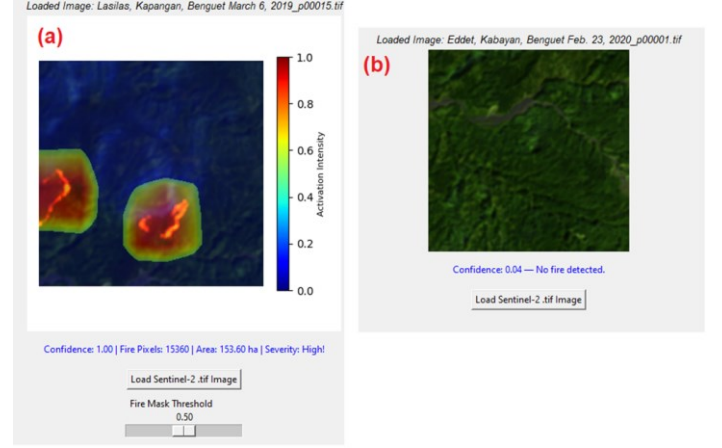 Loaded Image: Lasilas, Kapangan, Benguet March 6, 2019_p00015.tif
(a)
1.0
0.8
0.6
0.4
0.2
0.0
Activation Intensity
Confidence: 1.00 | Fire Pixels: 15360 | Area: 153.60 ha | Severity: High!
Load Sentinel-2 .tif Image
Fire Mask Threshold
0.50
Loaded Image: Eddet, Kabayan, Benguet Feb. 23, 2020_p00001.tif
(b)
Confidence: 0.04 — No fire detected.
Load Sentinel-2 .tif Image